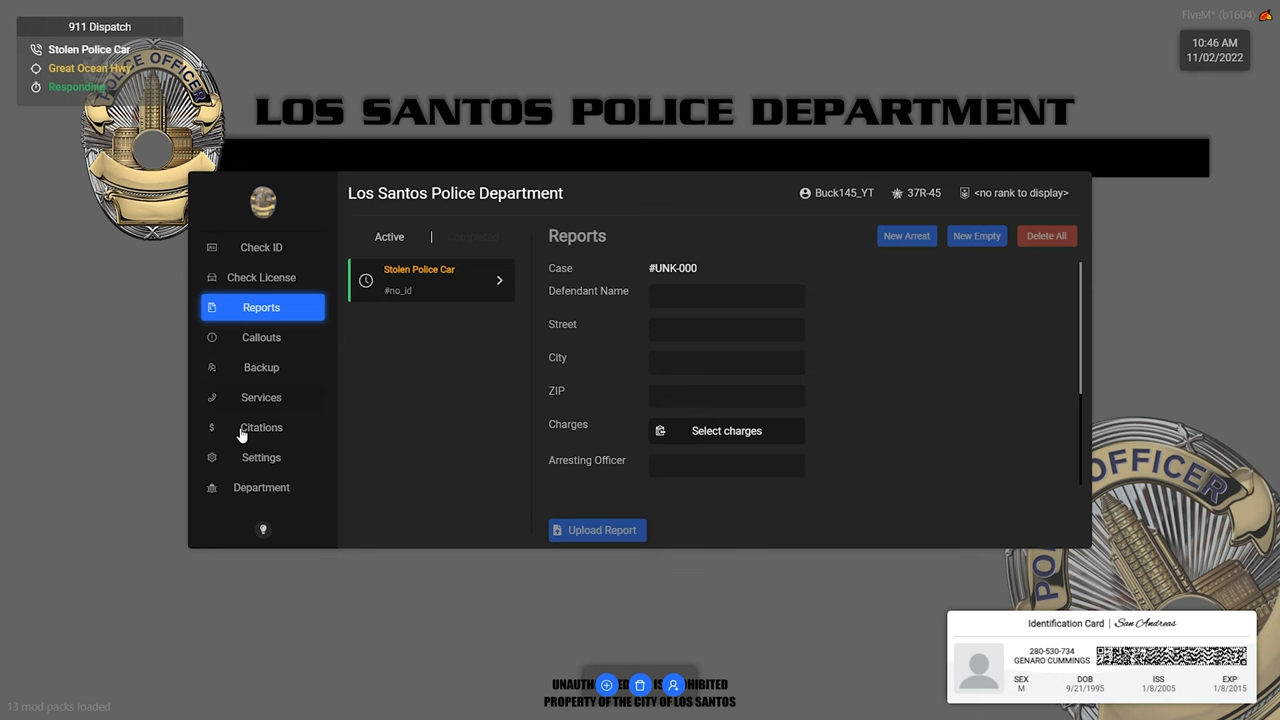 911 Dispatch
Stolen Police Car
Great Ocean Hwy
Responding
FiveM* (b1604)
10:46 AM
11/02/2022
POLICE OFFICER
LOS SANTOS POLICE DEPARTMENT
Los Santos Police Department
Buck145_YT
37R-45
<no rank to display>
Check ID
Check License
Reports
Callouts
Backup
Services
Citations
Settings
Department
Active
|
Completed
Stolen Police Car
#no_id
Reports
New Arrest
New Empty
Delete All
Case
#UNK-000
Defendant Name
Street
City
ZIP
Charges
Select charges
Arresting Officer
Upload Report
OFFICER
Identification Card | San Andreas
280-530-734
GENARO CUMMINGS
SEX
DOB
ISS
EXP
M
9/21/1995
1/8/2005
1/8/2015
PROPERTY OF THE CITY OF LOS SANTOS
13 mod packs loaded